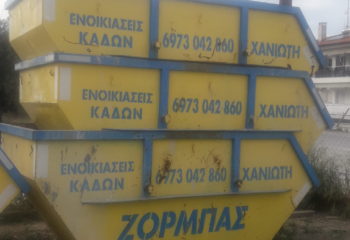 ΕΝΟΙΚΙΑΣΕΙΣ
ΚΑΔΩΝ
6973 042 860
ΧΑΝΙΩΤΗ
ΕΝΟΙΚΙΑΣΕΙΣ
ΚΑΔΩΝ
6973 042 860
ΧΑΝΙΩΤΗ
ΕΝΟΙΚΙΑΣΕΙΣ
ΚΑΔΩΝ
6973 042 860
ΧΑΝΙΩΤΗ
ΖΟΡΜΠΑΣ